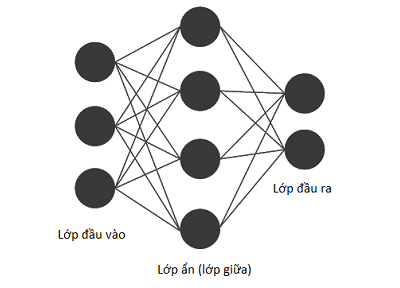 Lớp đầu vào
Lớp ẩn (lớp giữa)
Lớp đầu ra